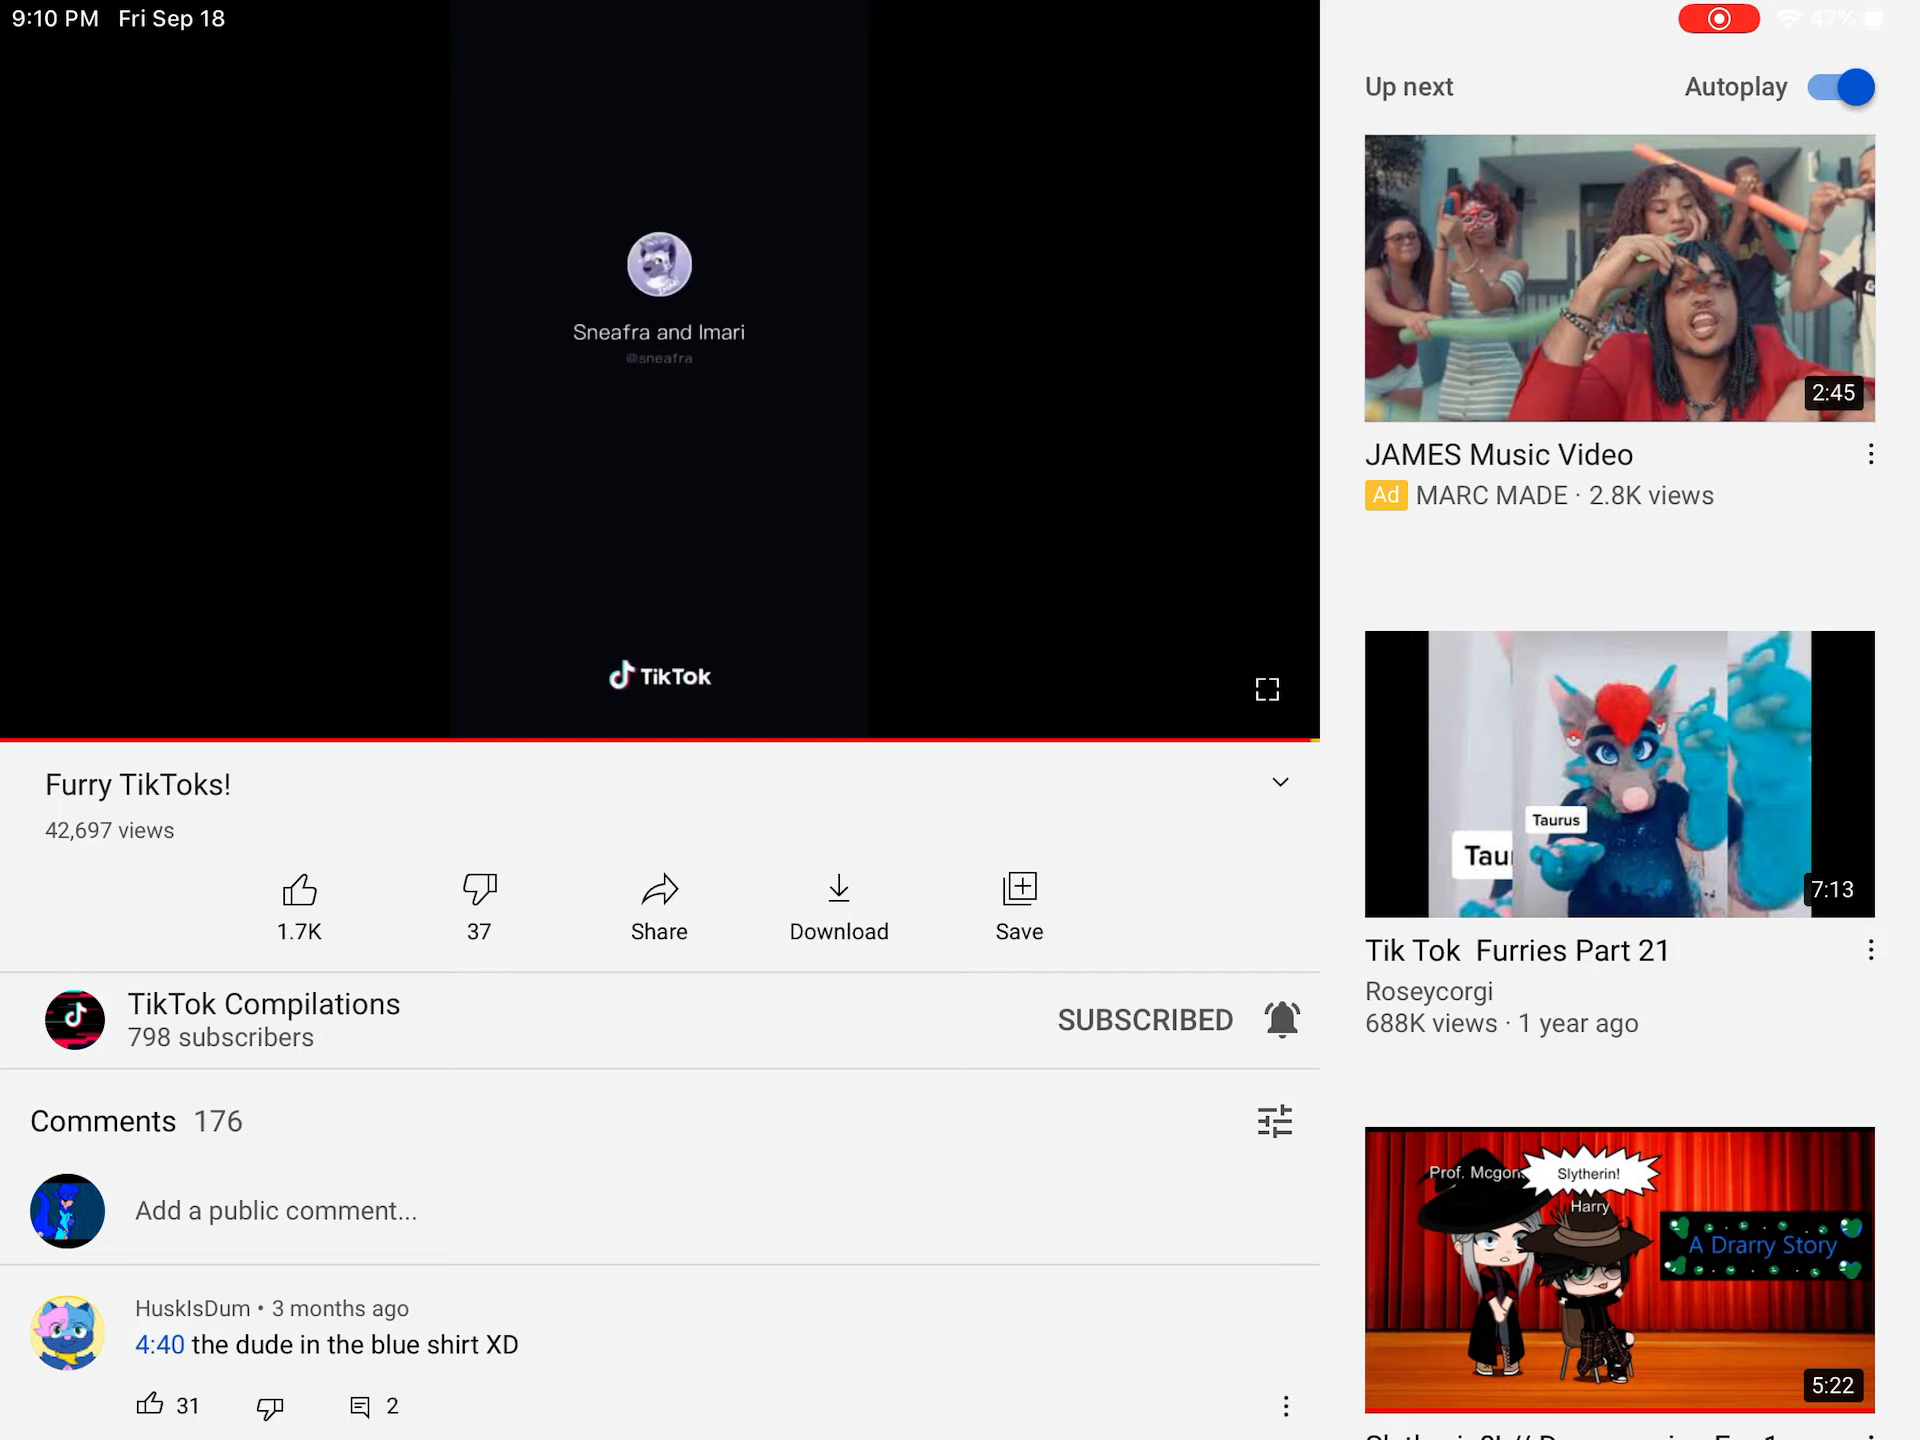 9:10 PM Fri Sep 18
47%
Sneafra and Imari
@sneafra
TikTok
Furry TikToks!
42,697 views
1.7K
37
Share
Download
Save
TikTok Compilations
798 subscribers
SUBSCRIBED
Comments 176
Add a public comment...
HuskIsDum • 3 months ago
4:40 the dude in the blue shirt XD
31
2
Up next
Autoplay
2:45
JAMES Music Video
Ad MARC MADE · 2.8K views
Taurus
Tau
7:13
Tik Tok Furries Part 21
Roseycorgi
688K views · 1 year ago
Prof. Mcgon
Slytherin!
Harry
A Drarry Story
5:22